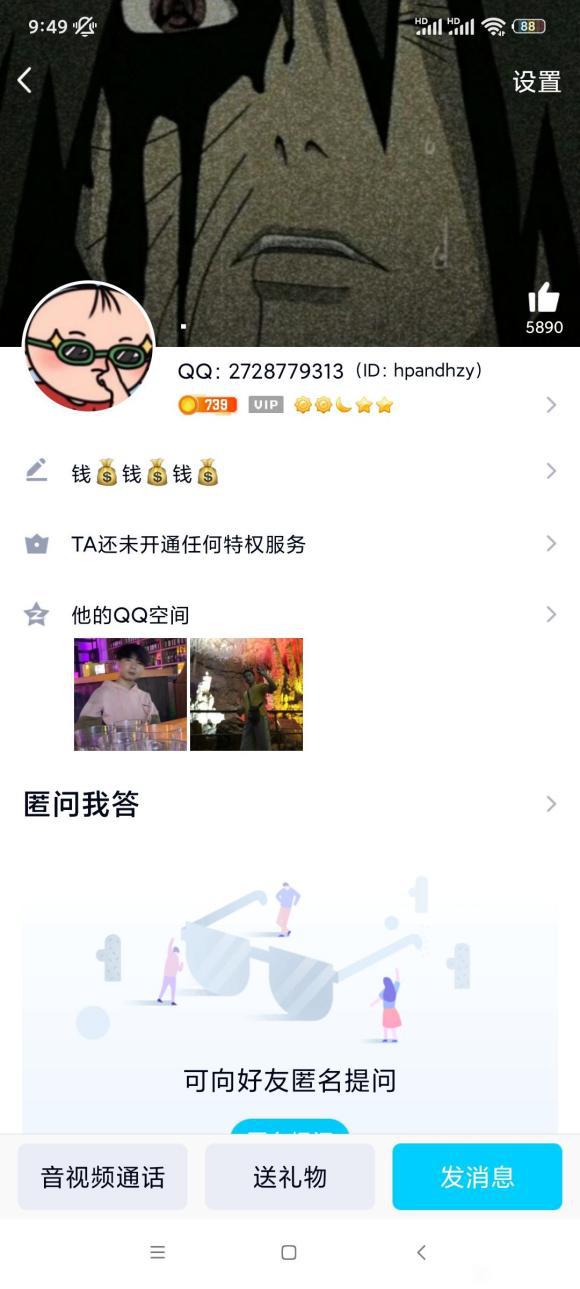 9:49
HD HD 88
设置
.
5890
QQ：2728779313（ID：hpandhzy）
739 VIP
钱💰钱💰钱💰
TA还未开通任何特权服务
他的QQ空间
匿问我答
可向好友匿名提问
音视频通话
送礼物
发消息